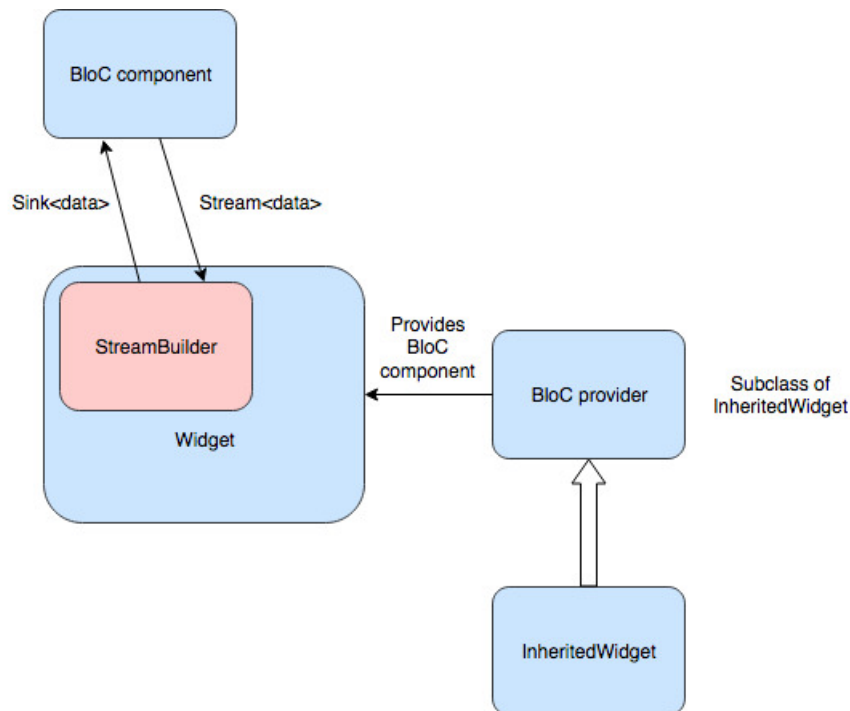 BloC component
Sink<data>
Stream<data>
StreamBuilder
Widget
Provides
BloC
component
BloC provider
Subclass of
InheritedWidget
InheritedWidget